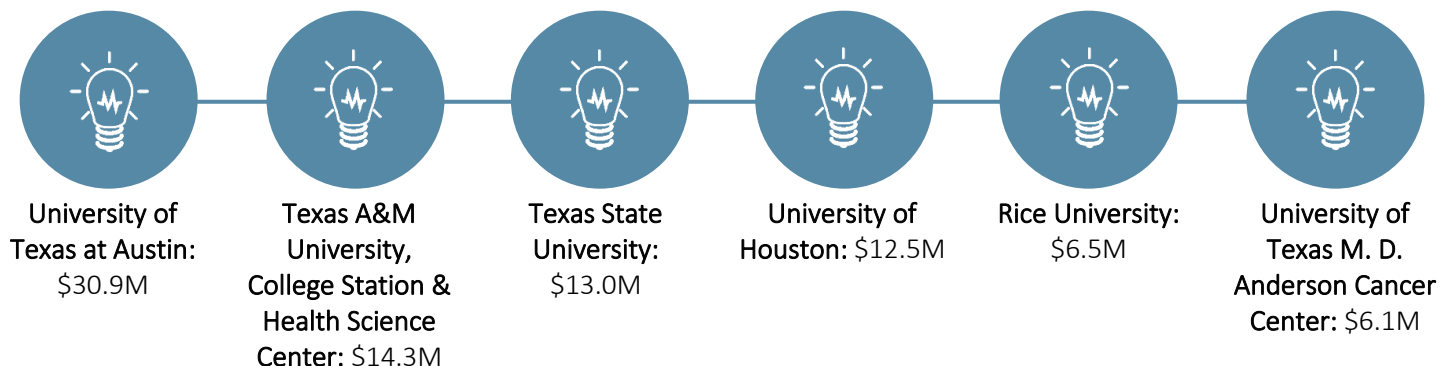 University of
Texas at Austin:
$30.9M
Texas A&M
University,
College Station &
Health Science
Center: $14.3M
Texas State
University:
$13.0M
University of
Houston: $12.5M
Rice University:
$6.5M
University of
Texas M. D.
Anderson Cancer
Center: $6.1M